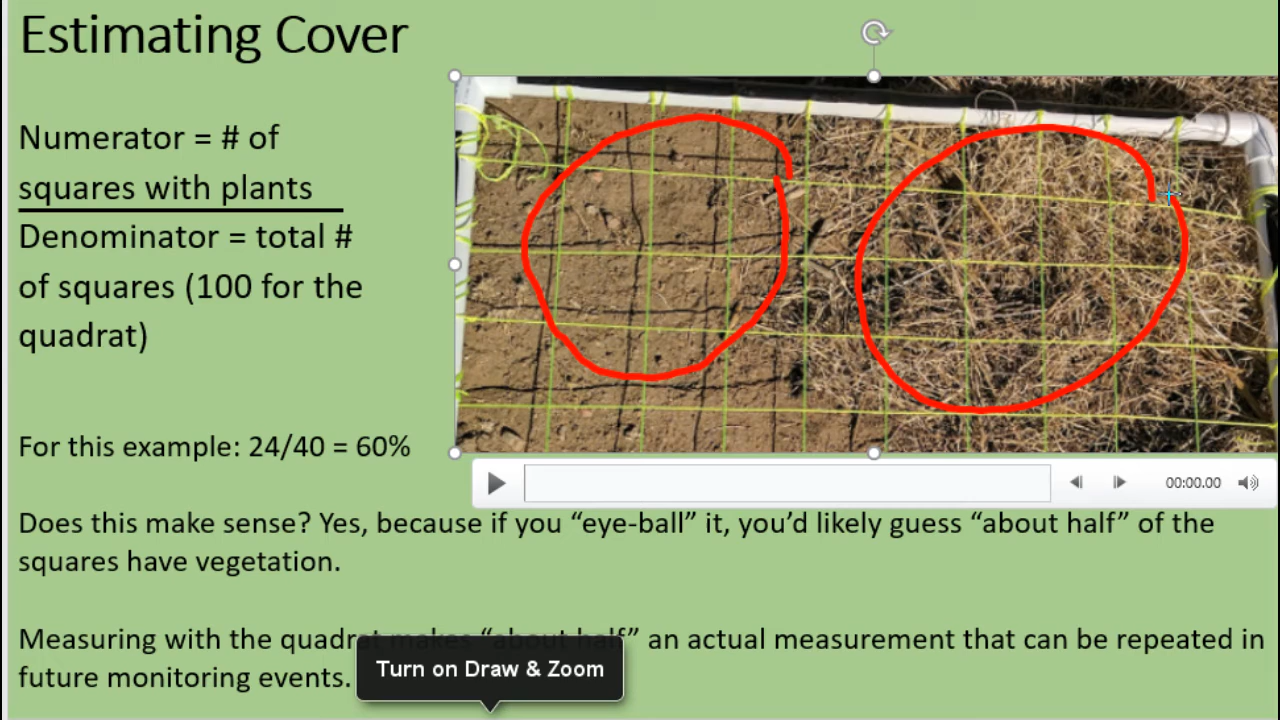 Estimating Cover
Numerator = # of
squares with plants
Denominator = total #
of squares (100 for the
quadrat)
For this example: 24/40 = 60%
00:00.00
Does this make sense? Yes, because if you “eye-ball” it, you’d likely guess “about half” of the
squares have vegetation.
Measuring with the quadrat makes “about half” an actual measurement that can be repeated in
future monitoring events.
Turn on Draw & Zoom